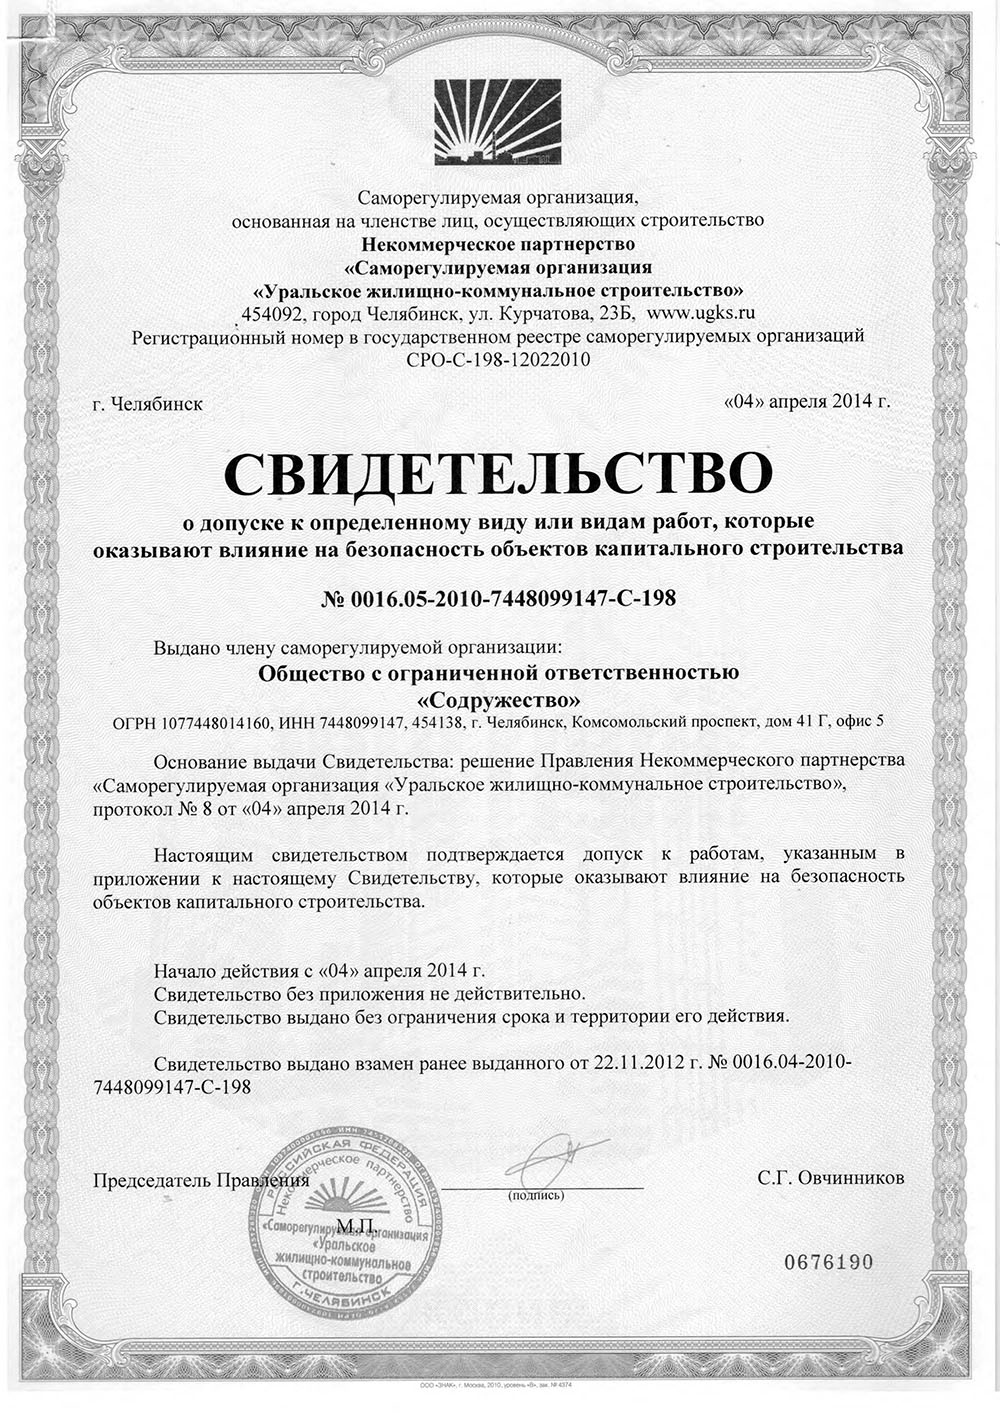 Саморегулируемая организация,
основанная на членстве лиц, осуществляющих строительство
Некоммерческое партнерство
«Саморегулируемая организация
«Уральское жилищно-коммунальное строительство»
454092, город Челябинск, ул. Курчатова, 23Б, www.ugks.ru
Регистрационный номер в государственном реестре саморегулируемых организаций
СРО-С-198-12022010
г. Челябинск
«04» апреля 2014 г.
СВИДЕТЕЛЬСТВО
о допуске к определенному виду или видам работ, которые
оказывают влияние на безопасность объектов капитального строительства
№ 0016.05-2010-7448099147-С-198
Выдано члену саморегулируемой организации:
Общество с ограниченной ответственностью
«Содружество»
ОГРН 1077448014160, ИНН 7448099147, 454138, г. Челябинск, Комсомольский проспект, дом 41 Г, офис 5
Основание выдачи Свидетельства: решение Правления Некоммерческого партнерства
«Саморегулируемая организация «Уральское жилищно-коммунальное строительство»,
протокол № 8 от «04» апреля 2014 г.
Настоящим свидетельством подтверждается допуск к работам, указанным в
приложении к настоящему Свидетельству, которые оказывают влияние на безопасность
объектов капитального строительства.
Начало действия с «04» апреля 2014 г.
Свидетельство без приложения не действительно.
Свидетельство выдано без ограничения срока и территории его действия.
Свидетельство выдано взамен ранее выданного от 22.11.2012 г. № 0016.04-2010-
7448099147-С-198
Председатель Правления
(подпись)
С.Г. Овчинников
М.П.
РОССИЙСКАЯ ФЕДЕРАЦИЯ
Некоммерческое партнерство
«Саморегулируемая организация
«Уральское
жилищно-коммунальное
строительство»
г. ЧЕЛЯБИНСК
0676190
ООО «ЗНАК», г. Москва, 2010, уровень «В», зак. № 4374